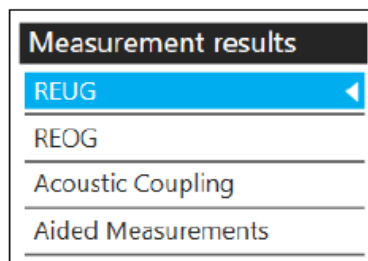 Measurement results
REUG
REOG
Acoustic Coupling
Aided Measurements